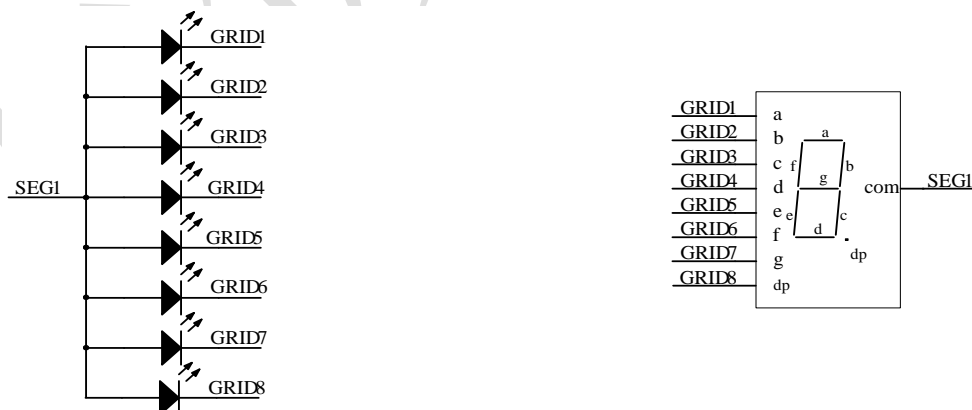 GRID1
GRID2
GRID3
SEG1
GRID4
GRID5
GRID6
GRID7
GRID8
GRID1 a
GRID2 b
GRID3 c
GRID4 d
GRID5 e
GRID6 f
GRID7 g
GRID8 dp
a
f b
g
e c
d
dp
com SEG1